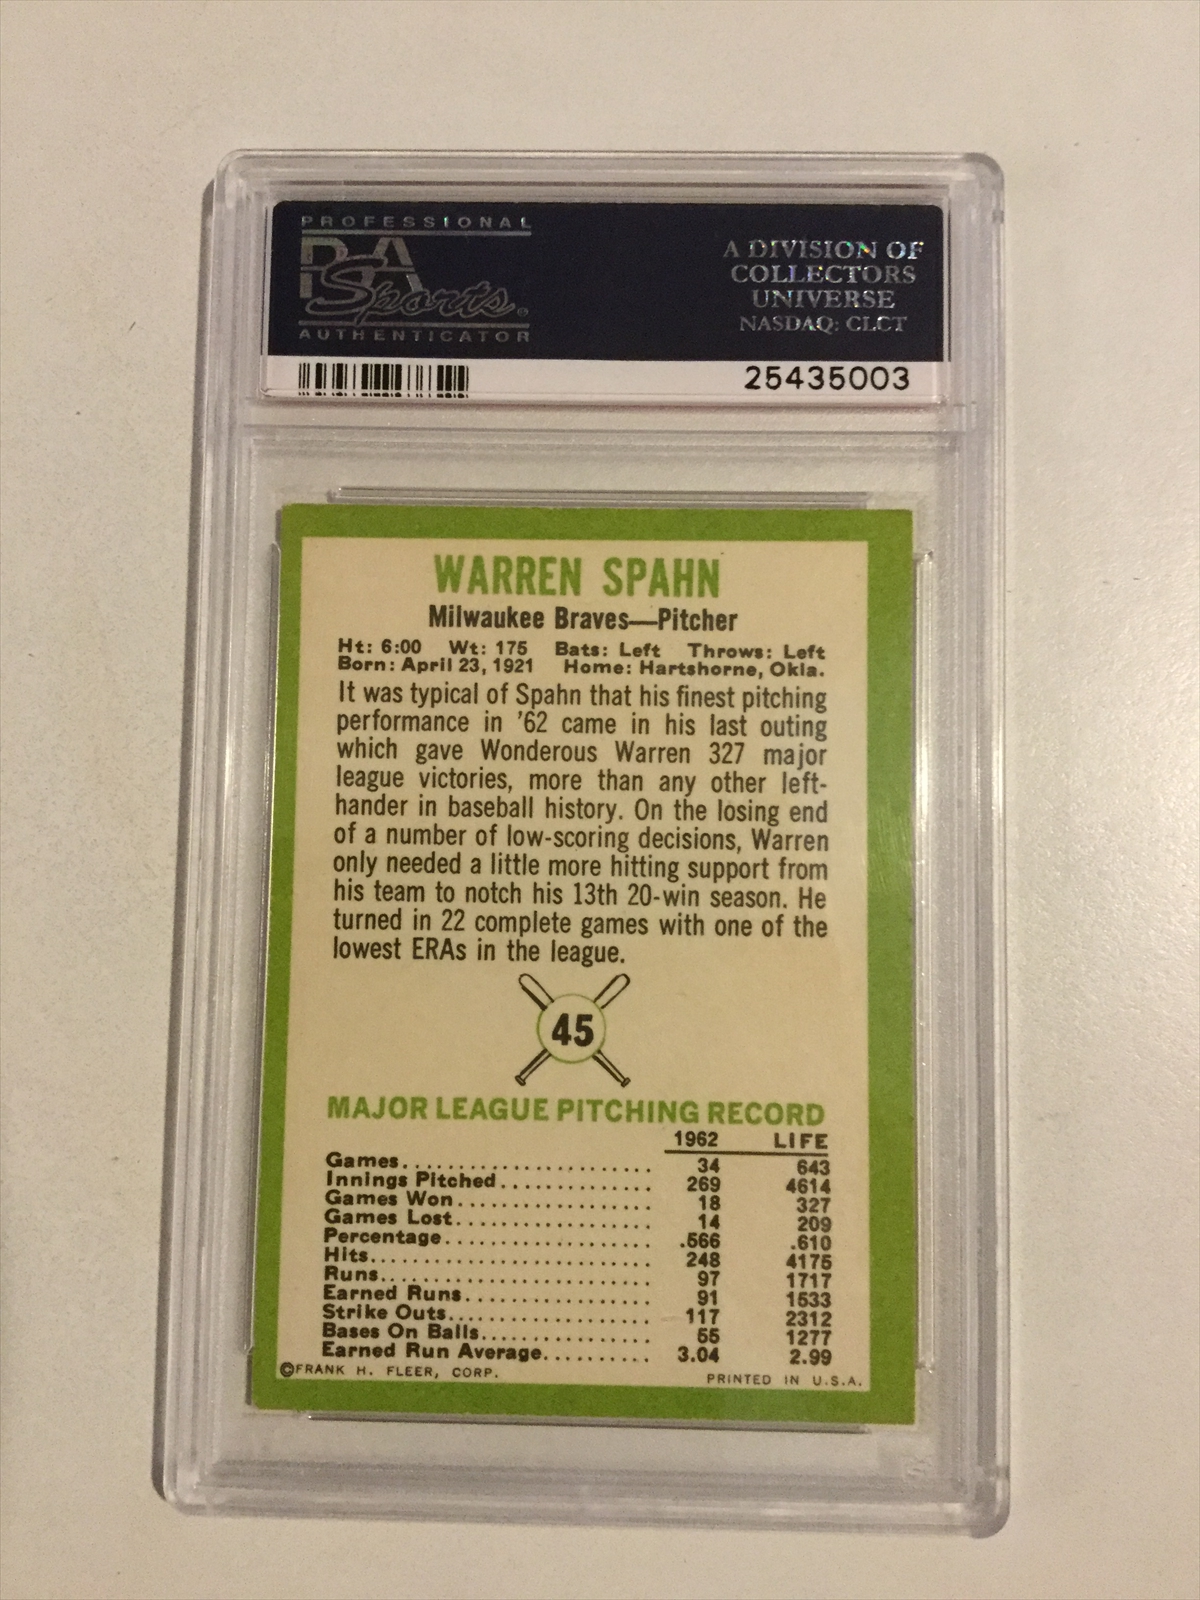 PROFESSIONAL
PSA
Sports
AUTHENTICATOR
A DIVISION OF
COLLECTORS
UNIVERSE
NASDAQ: CLCT
25435003
WARREN SPAHN
Milwaukee Braves—Pitcher
Ht: 6:00 Wt: 175 Bats: Left Throws: Left
Born: April 23, 1921 Home: Hartshorne, Okla.
It was typical of Spahn that his finest pitching
performance in '62 came in his last outing
which gave Wonderous Warren 327 major
league victories, more than any other left-
hander in baseball history. On the losing end
of a number of low-scoring decisions, Warren
only needed a little more hitting support from
his team to notch his 13th 20-win season. He
turned in 22 complete games with one of the
lowest ERAs in the league.
45
MAJOR LEAGUE PITCHING RECORD
1962 LIFE
Games 34 643
Innings Pitched 269 4614
Games Won 18 327
Games Lost 14 209
Percentage .566 .610
Hits 248 4175
Runs 97 1717
Earned Runs 91 1533
Strike Outs 117 2312
Bases On Balls 55 1277
Earned Run Average 3.04 2.99
©FRANK H. FLEER, CORP.
PRINTED IN U.S.A.